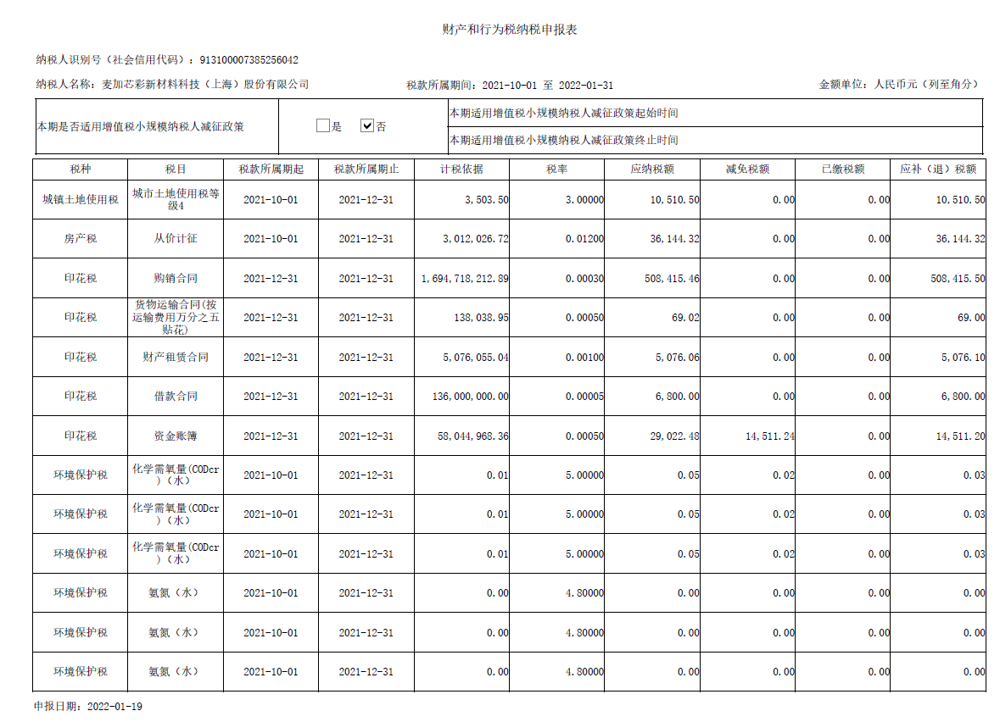 财产和行为税纳税申报表
纳税人识别号（社会信用代码）：913100007385256042
纳税人名称：麦加芯彩新材料科技（上海）股份有限公司 税款所属期间：2021-10-01 至 2022-01-31 金额单位：人民币元（列至角分）
本期是否适用增值税小规模纳税人减征政策 是 否 本期适用增值税小规模纳税人减征政策起始时间
本期适用增值税小规模纳税人减征政策终止时间
税种 税目 税款所属期起 税款所属期止 计税依据 税率 应纳税额 减免税额 已缴税额 应补（退）税额
城镇土地使用税 城市土地使用税等级4 2021-10-01 2021-12-31 3,503.50 3.00000 10,510.50 0.00 0.00 10,510.50
房产税 从价计征 2021-10-01 2021-12-31 3,012,026.72 0.01200 36,144.32 0.00 0.00 36,144.32
印花税 购销合同 2021-12-31 2021-12-31 1,694,718,212.89 0.00030 508,415.46 0.00 0.00 508,415.50
印花税 货物运输合同(按运输费用万分之五贴花) 2021-12-31 2021-12-31 138,038.95 0.00050 69.02 0.00 0.00 69.00
印花税 财产租赁合同 2021-12-31 2021-12-31 5,076,055.04 0.00100 5,076.06 0.00 0.00 5,076.10
印花税 借款合同 2021-12-31 2021-12-31 136,000,000.00 0.00005 6,800.00 0.00 0.00 6,800.00
印花税 资金账簿 2021-12-31 2021-12-31 58,044,968.36 0.00050 29,022.48 14,511.24 0.00 14,511.20
环境保护税 化学需氧量(CODcr)（水） 2021-10-01 2021-12-31 0.01 5.00000 0.05 0.02 0.00 0.03
环境保护税 化学需氧量(CODcr)（水） 2021-10-01 2021-12-31 0.01 5.00000 0.05 0.02 0.00 0.03
环境保护税 化学需氧量(CODcr)（水） 2021-10-01 2021-12-31 0.01 5.00000 0.05 0.02 0.00 0.03
环境保护税 氨氮（水） 2021-10-01 2021-12-31 0.00 4.80000 0.00 0.00 0.00 0.00
环境保护税 氨氮（水） 2021-10-01 2021-12-31 0.00 4.80000 0.00 0.00 0.00 0.00
环境保护税 氨氮（水） 2021-10-01 2021-12-31 0.00 4.80000 0.00 0.00 0.00 0.00
申报日期：2022-01-19